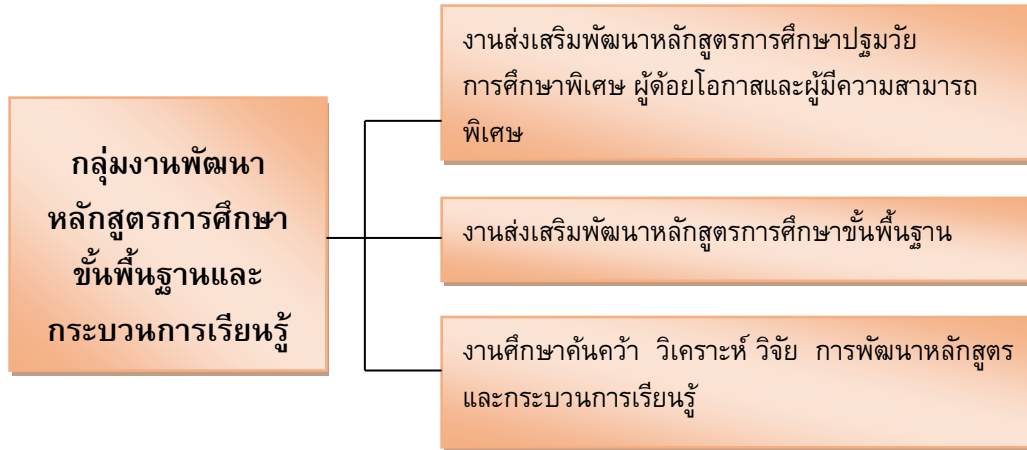 กลุ่มงานพัฒนา
หลักสูตรการศึกษา
ขั้นพื้นฐานและ
กระบวนการเรียนรู้
งานส่งเสริมพัฒนาหลักสูตรการศึกษาปฐมวัย
การศึกษาพิเศษ ผู้ด้อยโอกาสและผู้มีความสามารถ
พิเศษ
งานส่งเสริมพัฒนาหลักสูตรการศึกษาขั้นพื้นฐาน
งานศึกษาค้นคว้า วิเคราะห์ วิจัย การพัฒนาหลักสูตร
และกระบวนการเรียนรู้